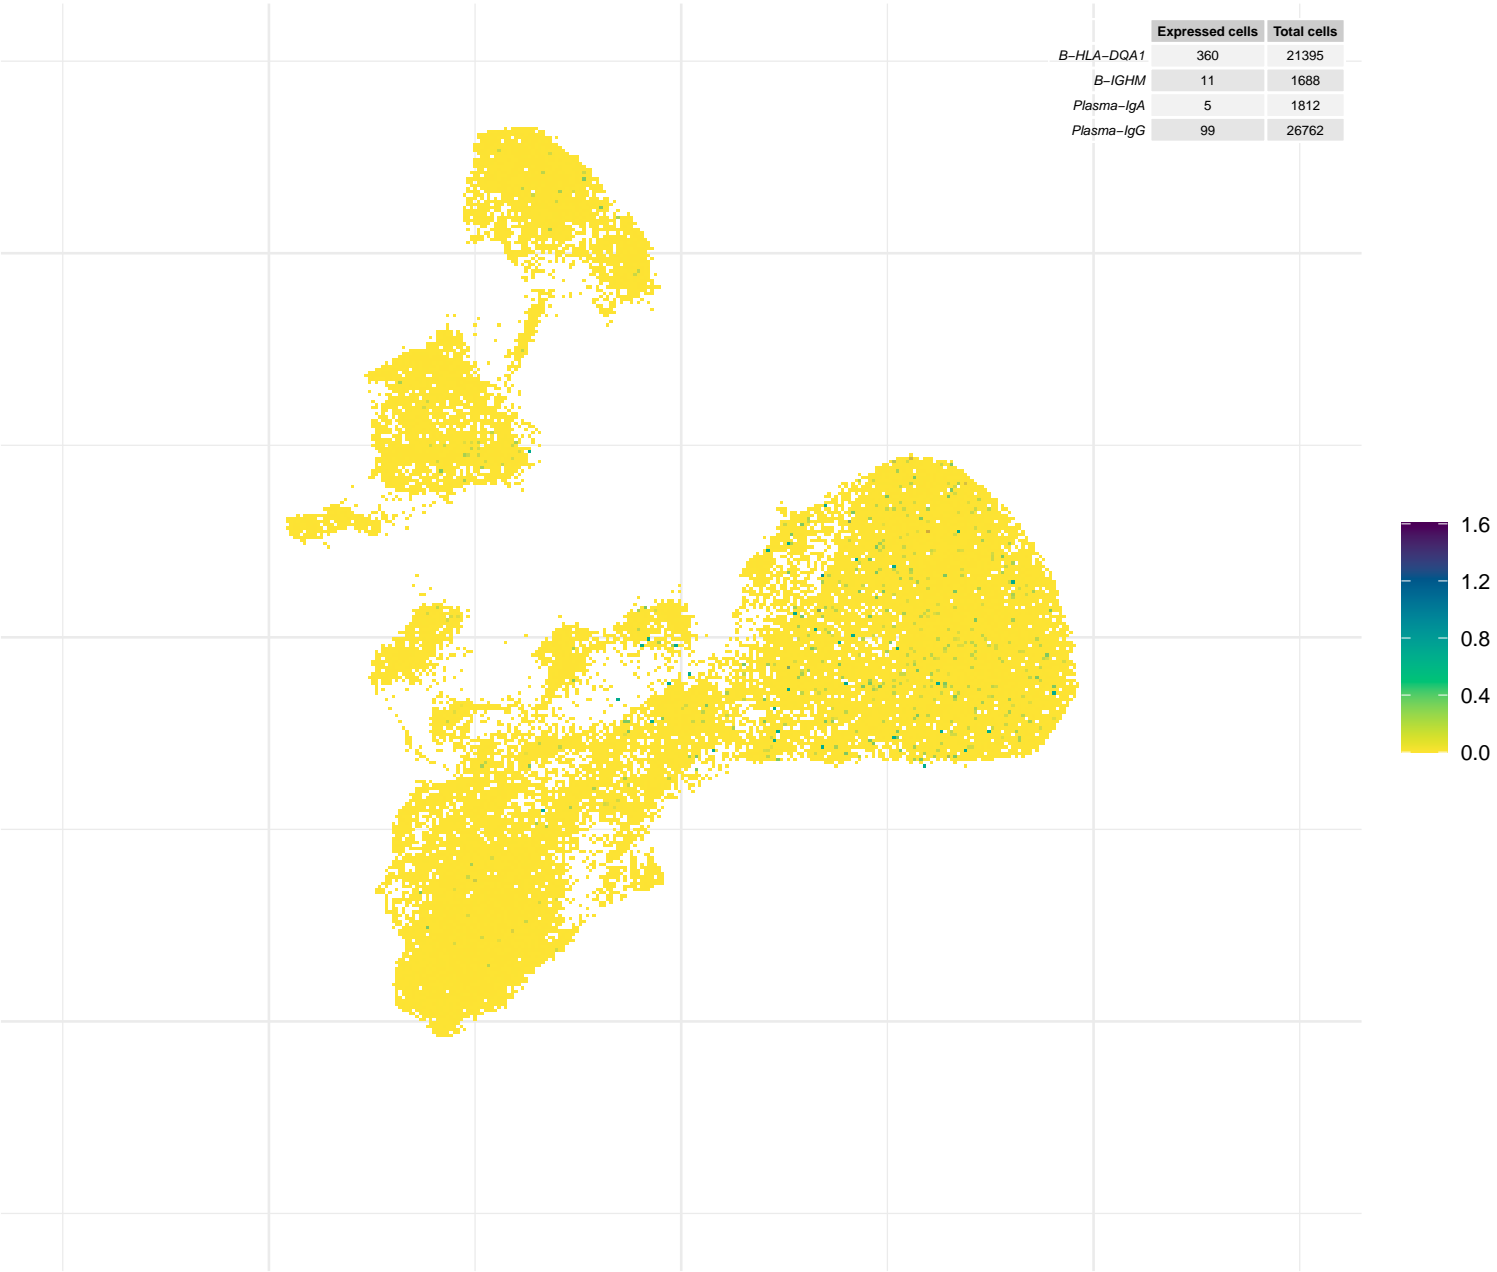 Expressed cells Total cells
B−HLA−DQA1 360 21395
B−IGHM 11 1688
Plasma−IgA 5 1812
Plasma−IgG 99 26762
1.6
1.2
0.8
0.4
0.0